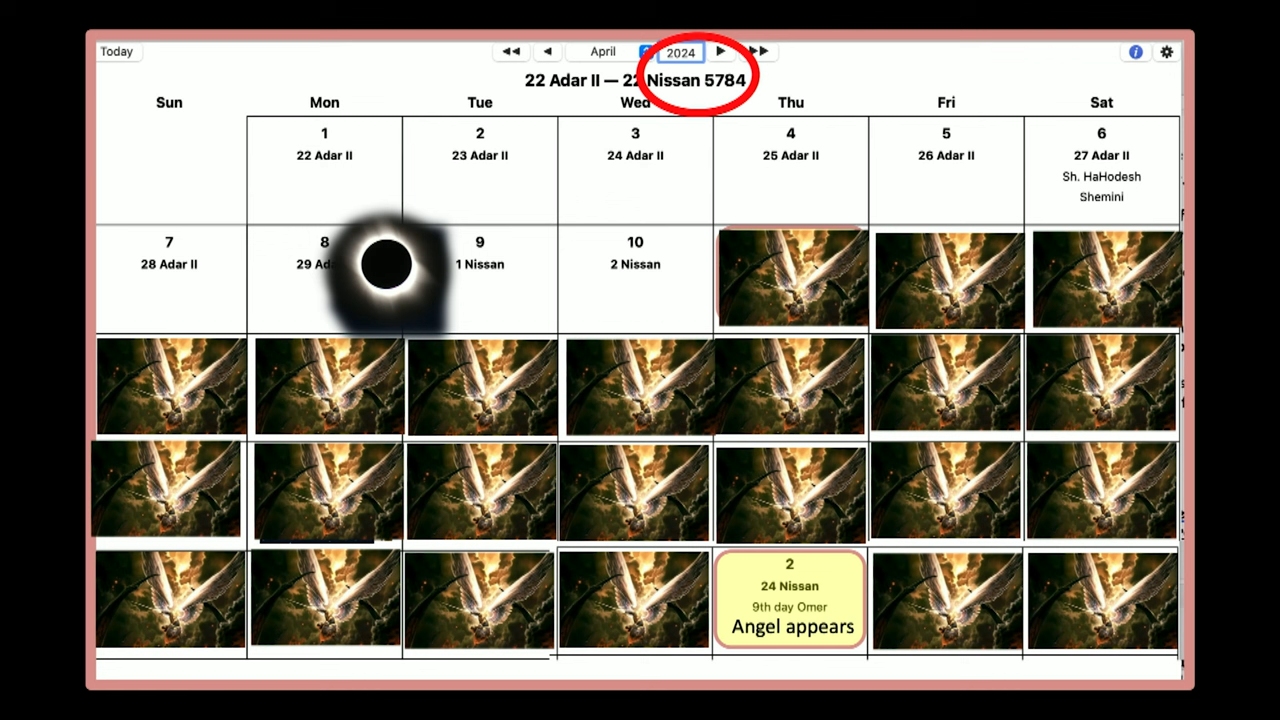 Today
April
2024
22 Adar II — 22 Nissan 5784
Sun Mon Tue Wed Thu Fri Sat
1 2 3 4 5 6
22 Adar II 23 Adar II 24 Adar II 25 Adar II 26 Adar II 27 Adar II
Sh. HaHodesh
Shemini
7 8 9 10
28 Adar II 29 1 Nissan 2 Nissan
2
24 Nissan
9th day Omer
Angel appears